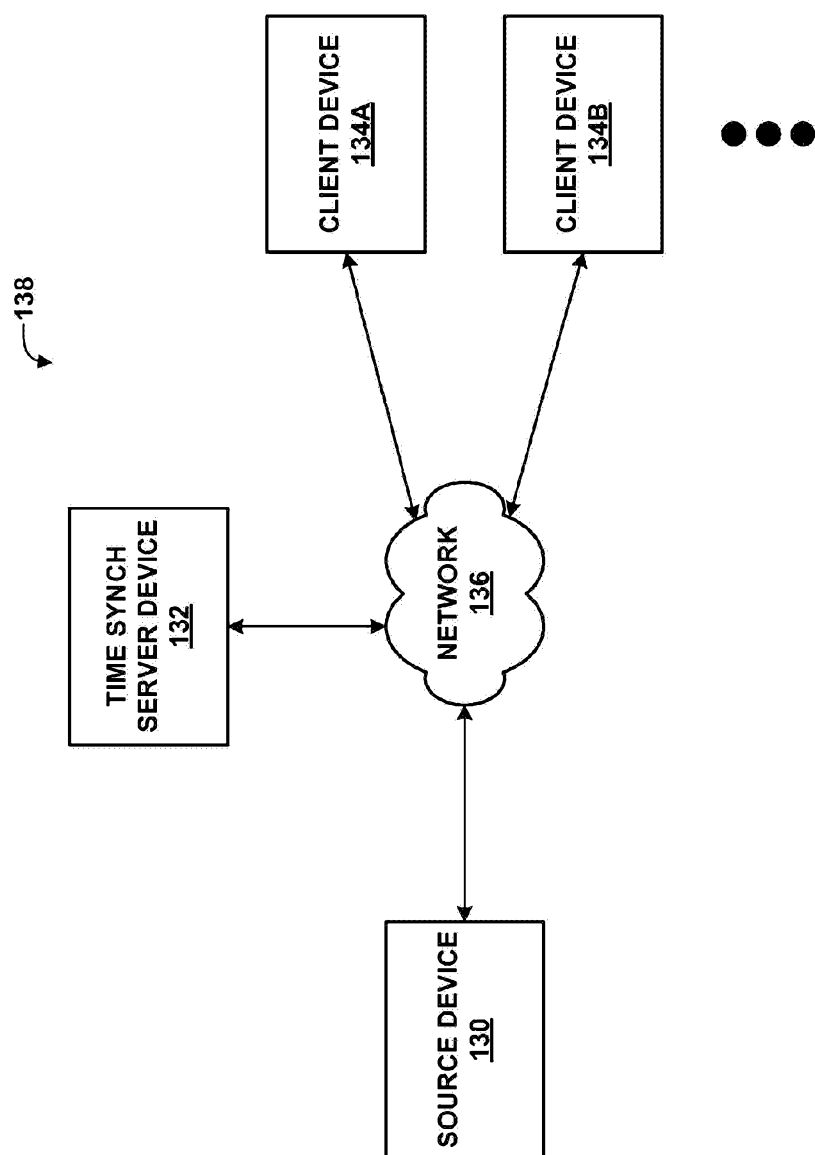 138
TIME SYNCH
SERVER DEVICE
132
CLIENT DEVICE
134A
CLIENT DEVICE
134B
NETWORK
136
SOURCE DEVICE
130